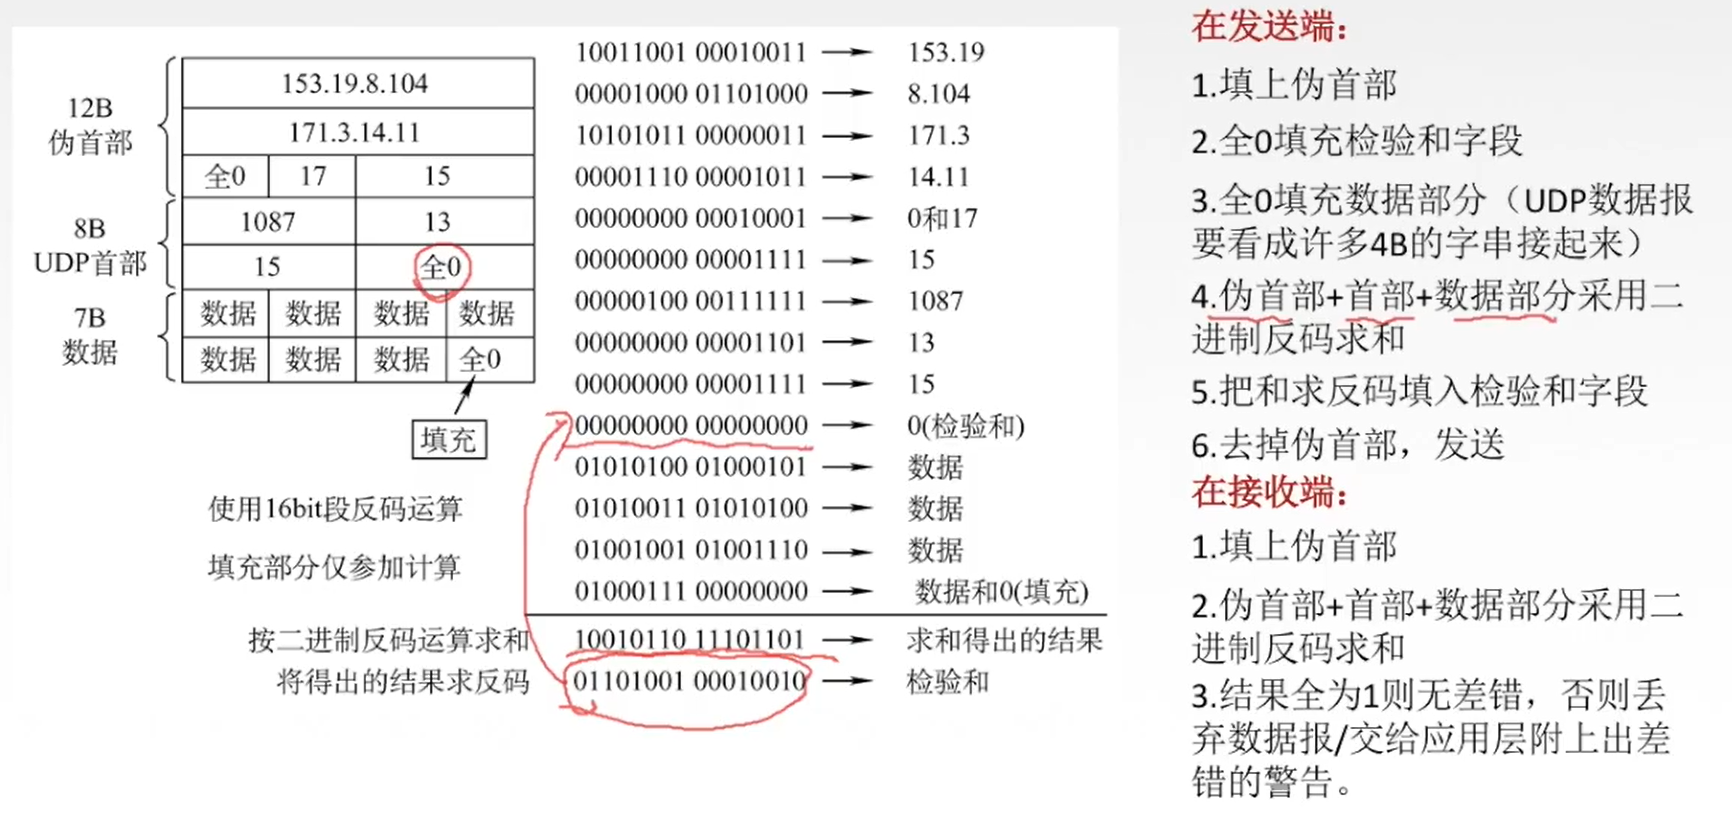 12B
伪首部
153.19.8.104
171.3.14.11
全0 17 15
8B
UDP首部
1087 13
15 全0
7B
数据
数据 数据 数据 数据
数据 数据 数据 全0
填充
使用16bit段反码运算
填充部分仅参加计算
10011001 00010011 → 153.19
00001000 01101000 → 8.104
10101011 00000011 → 171.3
00001110 00001011 → 14.11
00000000 00010001 → 0和17
00000000 00001111 → 15
00000100 00111111 → 1087
00000000 00001101 → 13
00000000 00001111 → 15
00000000 00000000 → 0(检验和)
01010100 01000101 → 数据
01010011 01010100 → 数据
01001001 01001110 → 数据
01000111 00000000 → 数据和0(填充)
按二进制反码运算求和 10010110 11101101 → 求和得出的结果
将得出的结果求反码 01101001 00010010 → 检验和
在发送端：
1.填上伪首部
2.全0填充检验和字段
3.全0填充数据部分（UDP数据报
要看成许多4B的字串接起来）
4.伪首部+首部+数据部分采用二
进制反码求和
5.把和求反码填入检验和字段
6.去掉伪首部，发送
在接收端：
1.填上伪首部
2.伪首部+首部+数据部分采用二
进制反码求和
3.结果全为1则无差错，否则丢
弃数据报/交给应用层附上出差
错的警告。